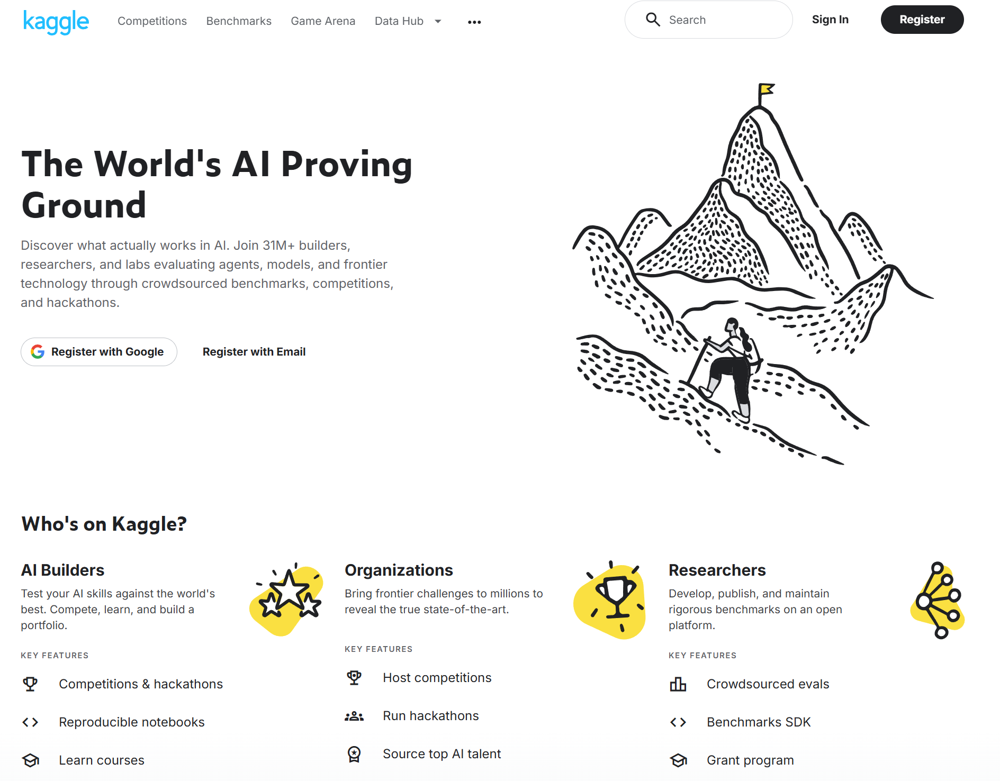 kaggle
Competitions
Benchmarks
Game Arena
Data Hub
Search
Sign In
Register
The World's AI Proving
Ground
Discover what actually works in AI. Join 31M+ builders,
researchers, and labs evaluating agents, models, and frontier
technology through crowdsourced benchmarks, competitions,
and hackathons.
Register with Google
Register with Email
Who's on Kaggle?
AI Builders
Test your AI skills against the world's
best. Compete, learn, and build a
portfolio.
KEY FEATURES
Competitions & hackathons
Reproducible notebooks
Learn courses
Organizations
Bring frontier challenges to millions to
reveal the true state-of-the-art.
KEY FEATURES
Host competitions
Run hackathons
Source top AI talent
Researchers
Develop, publish, and maintain
rigorous benchmarks on an open
platform.
KEY FEATURES
Crowdsourced evals
Benchmarks SDK
Grant program